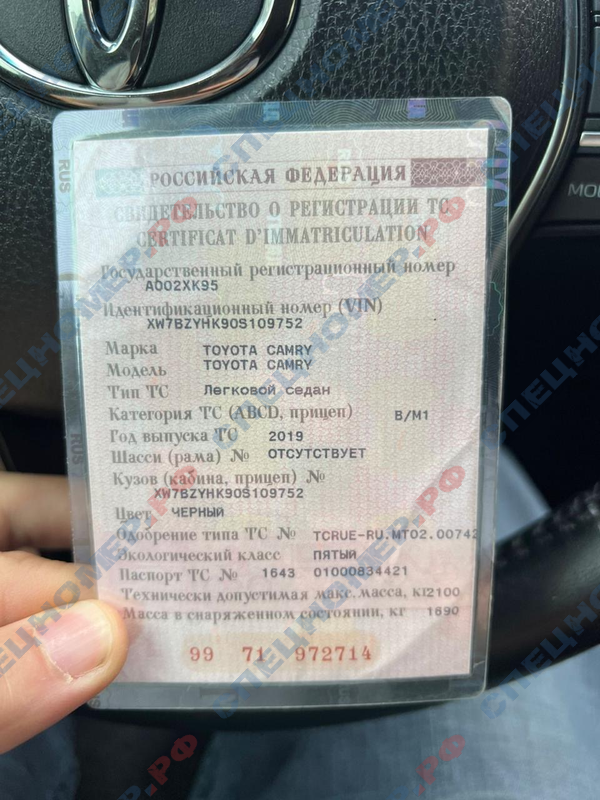 РОССИЙСКАЯ ФЕДЕРАЦИЯ
СВИДЕТЕЛЬСТВО О РЕГИСТРАЦИИ ТС
CERTIFICAT D'IMMATRICULATION
Государственный регистрационный номер
А002ХК95
Идентификационный номер (VIN)
XW7BZYHK90S109752
Марка TOYOTA CAMRY
Модель TOYOTA CAMRY
Тип ТС Легковой седан
Категория ТС (ABCD, прицеп) B/M1
Год выпуска ТС 2019
Шасси (рама) № ОТСУТСТВУЕТ
Кузов (кабина, прицеп) №
XW7BZYHK90S109752
Цвет ЧЕРНЫЙ
Одобрение типа ТС № TCRUE-RU.MT02.00742
Экологический класс ПЯТЫЙ
Паспорт ТС № 1643 01000834421
Технически допустимая макс. масса, кг 2100
Масса в снаряженном состоянии, кг 1690
99 71 972714
RUS
RUS
MO
СПЕЦНОМЕР.РФ